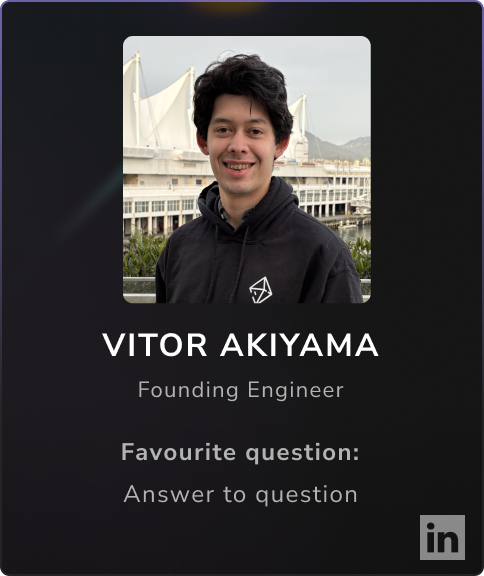 VITOR AKIYAMA
Founding Engineer
Favourite question:
Answer to question
in